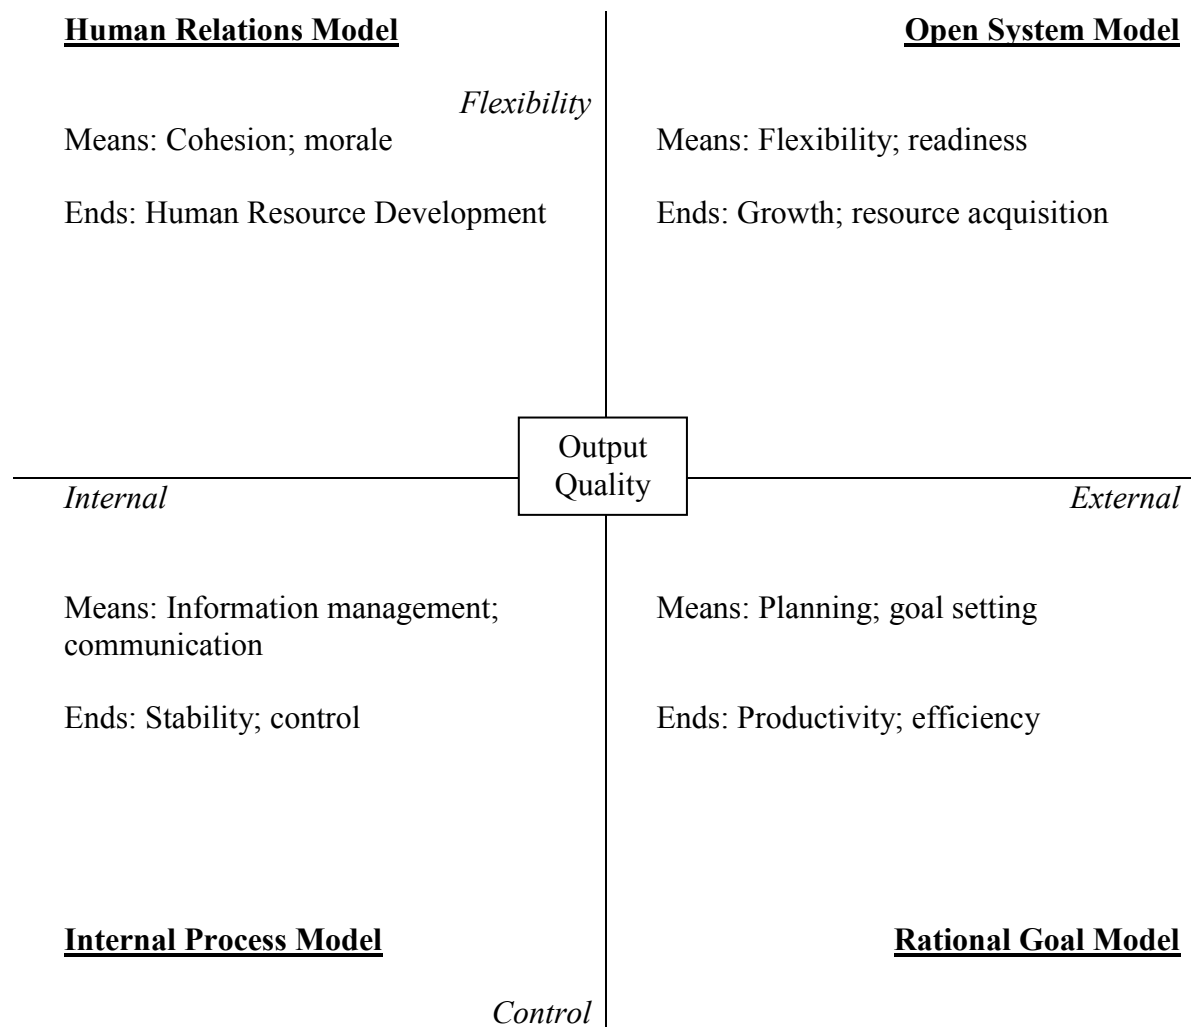 Human Relations Model
Open System Model
Flexibility
Means: Cohesion; morale
Means: Flexibility; readiness
Ends: Human Resource Development
Ends: Growth; resource acquisition
Output
Quality
Internal
External
Means: Information management;
communication
Means: Planning; goal setting
Ends: Stability; control
Ends: Productivity; efficiency
Internal Process Model
Rational Goal Model
Control